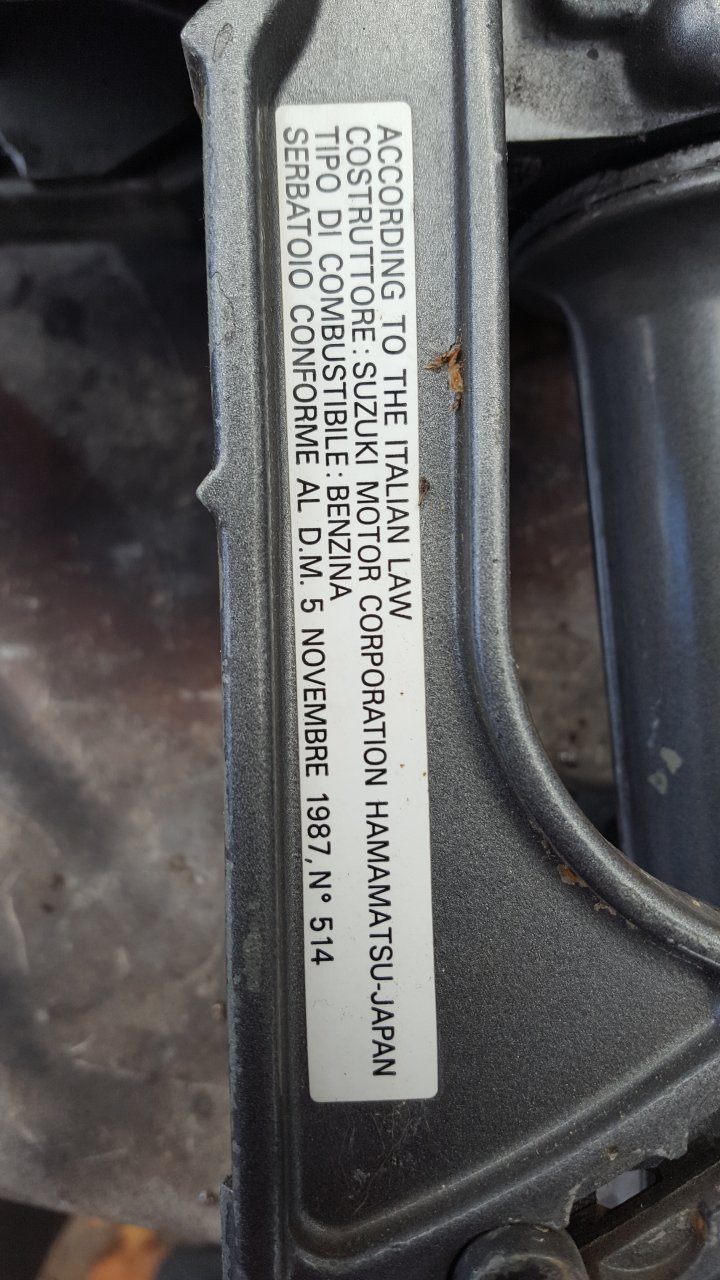 ACCORDING TO THE ITALIAN LAW
COSTRUTTORE: SUZUKI MOTOR CORPORATION HAMAMATSU-JAPAN
TIPO DI COMBUSTIBILE: BENZINA
SERBATOIO CONFORME AL D.M. 5 NOVEMBRE 1987, N° 514